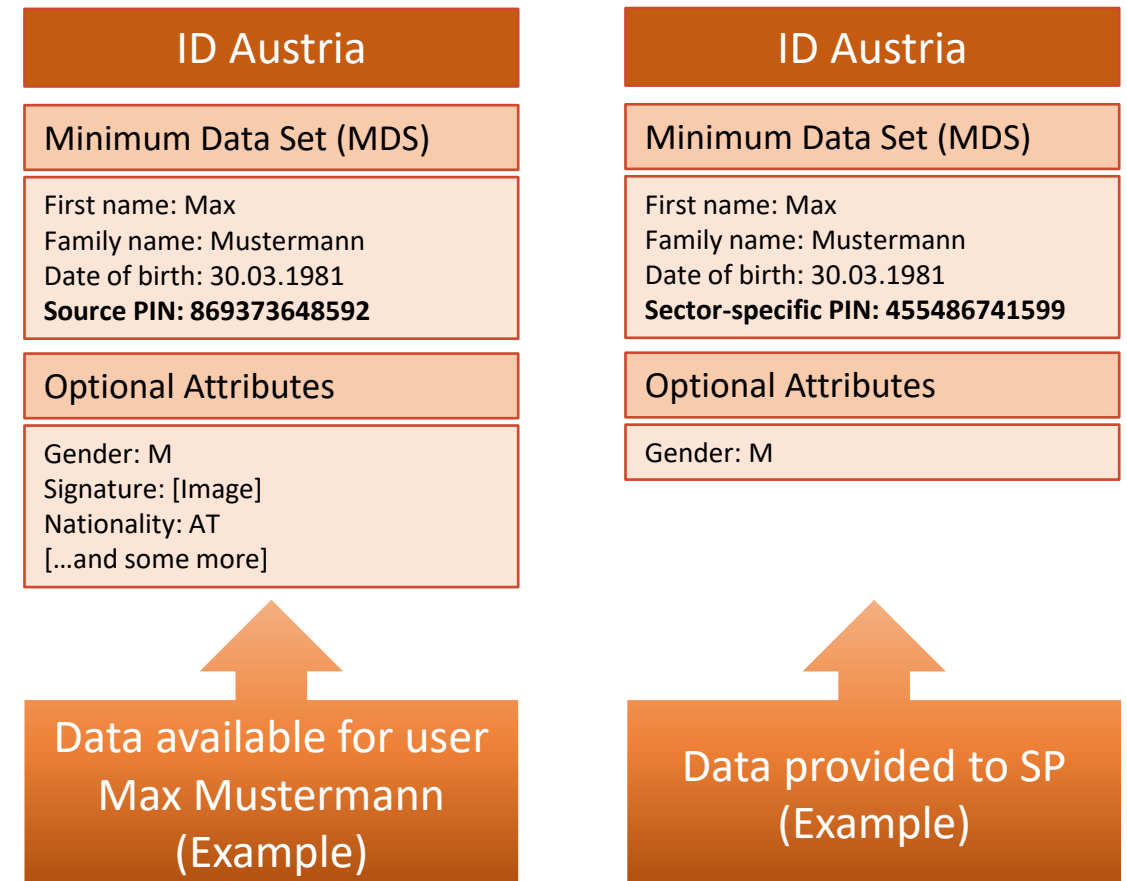 ID Austria
Minimum Data Set (MDS)
First name: Max
Family name: Mustermann
Date of birth: 30.03.1981
Source PIN: 869373648592
Optional Attributes
Gender: M
Signature: [Image]
Nationality: AT
[…and some more]
Data available for user
Max Mustermann
(Example)
ID Austria
Minimum Data Set (MDS)
First name: Max
Family name: Mustermann
Date of birth: 30.03.1981
Sector-specific PIN: 455486741599
Optional Attributes
Gender: M
Data provided to SP
(Example)